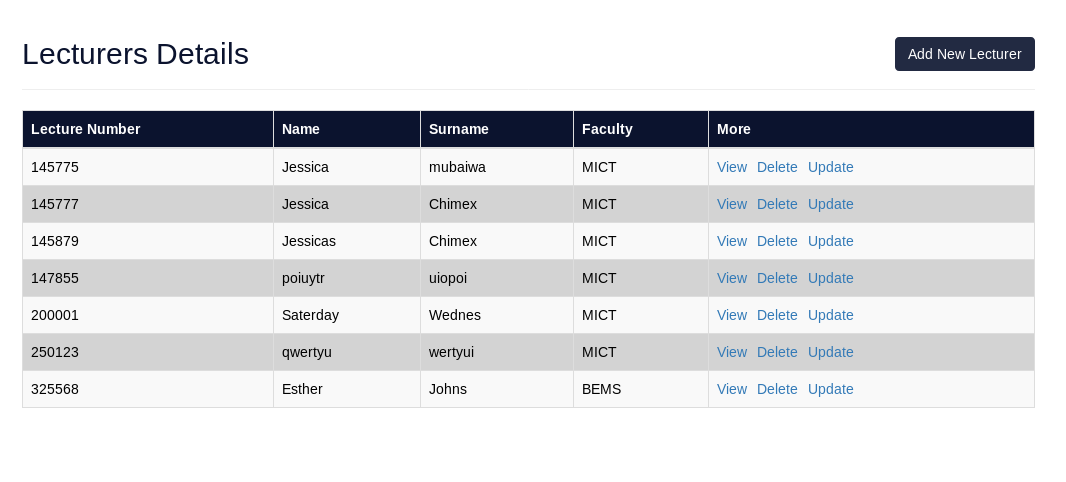 Lecturers Details
Add New Lecturer
Lecture Number Name Surname Faculty More
145775 Jessica mubaiwa MICT View Delete Update
145777 Jessica Chimex MICT View Delete Update
145879 Jessicas Chimex MICT View Delete Update
147855 poiuytr uiopoi MICT View Delete Update
200001 Saterday Wednes MICT View Delete Update
250123 qwertyu wertyui MICT View Delete Update
325568 Esther Johns BEMS View Delete Update